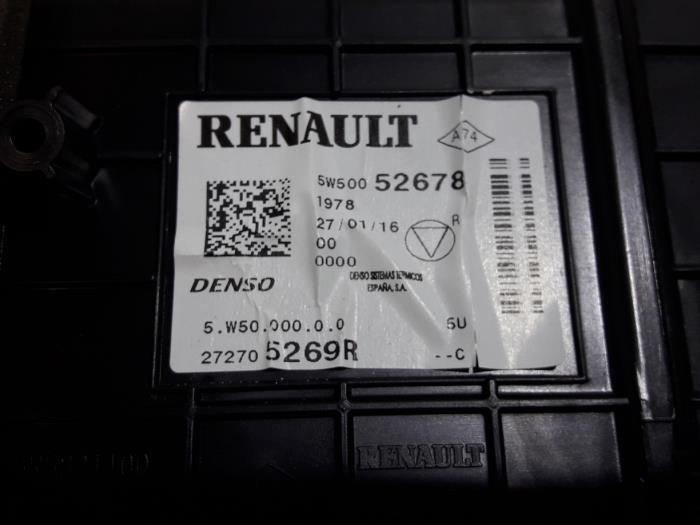 RENAULT
A74
5W500 52678
1978
27/01/16
R
00
0000
DENSO
DENSO SISTEMAS TERMICOS
ESPAÑA, S.A.
5.W50.000.0.0 5U
27270 5269R --C
RENAULT